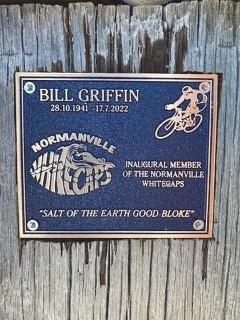 BILL GRIFFIN
28.10.1941 -17.7.2022
NORMANVILLE
WHITECAPS
INAUGURAL MEMBER
OF THE NORMANVILLE
WHITECAPS
"SALT OF THE EARTH GOOD BLOKE"